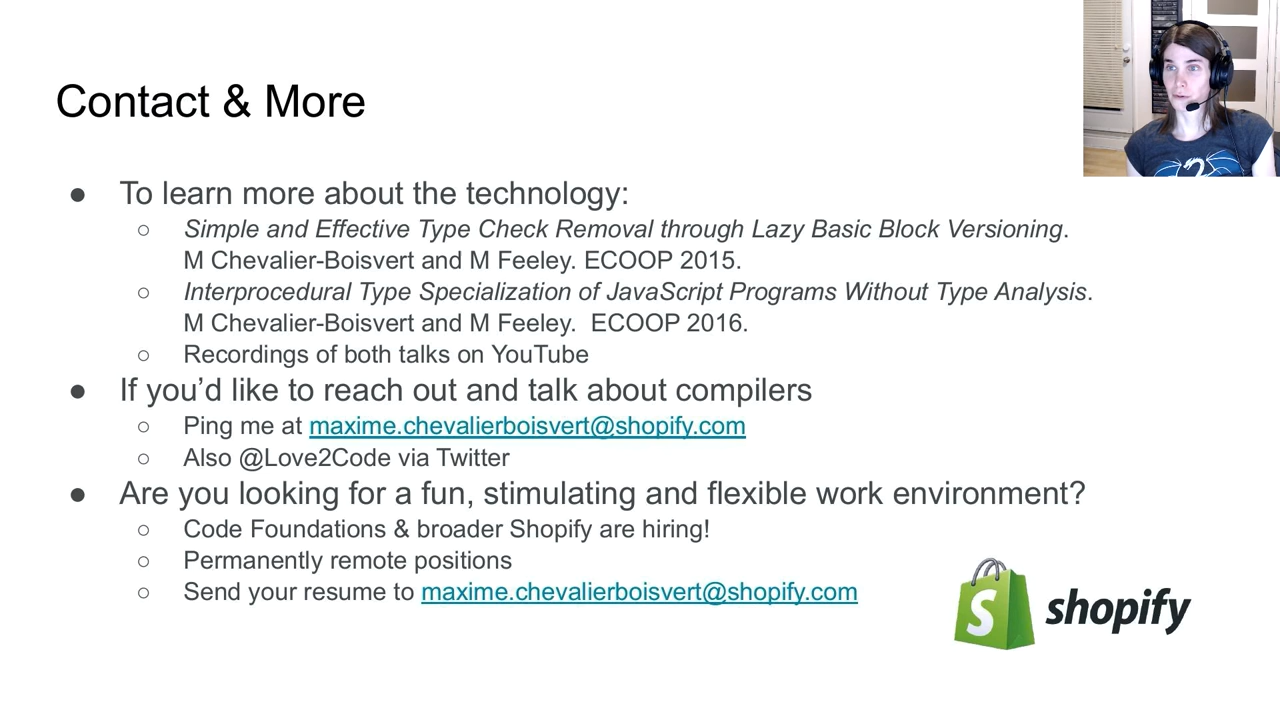 Contact & More
● To learn more about the technology:
○ Simple and Effective Type Check Removal through Lazy Basic Block Versioning.
M Chevalier-Boisvert and M Feeley. ECOOP 2015.
○ Interprocedural Type Specialization of JavaScript Programs Without Type Analysis.
M Chevalier-Boisvert and M Feeley.  ECOOP 2016.
○ Recordings of both talks on YouTube
● If you’d like to reach out and talk about compilers
○ Ping me at maxime.chevalierboisvert@shopify.com
○ Also @Love2Code via Twitter
● Are you looking for a fun, stimulating and flexible work environment?
○ Code Foundations & broader Shopify are hiring!
○ Permanently remote positions
○ Send your resume to maxime.chevalierboisvert@shopify.com
S shopify